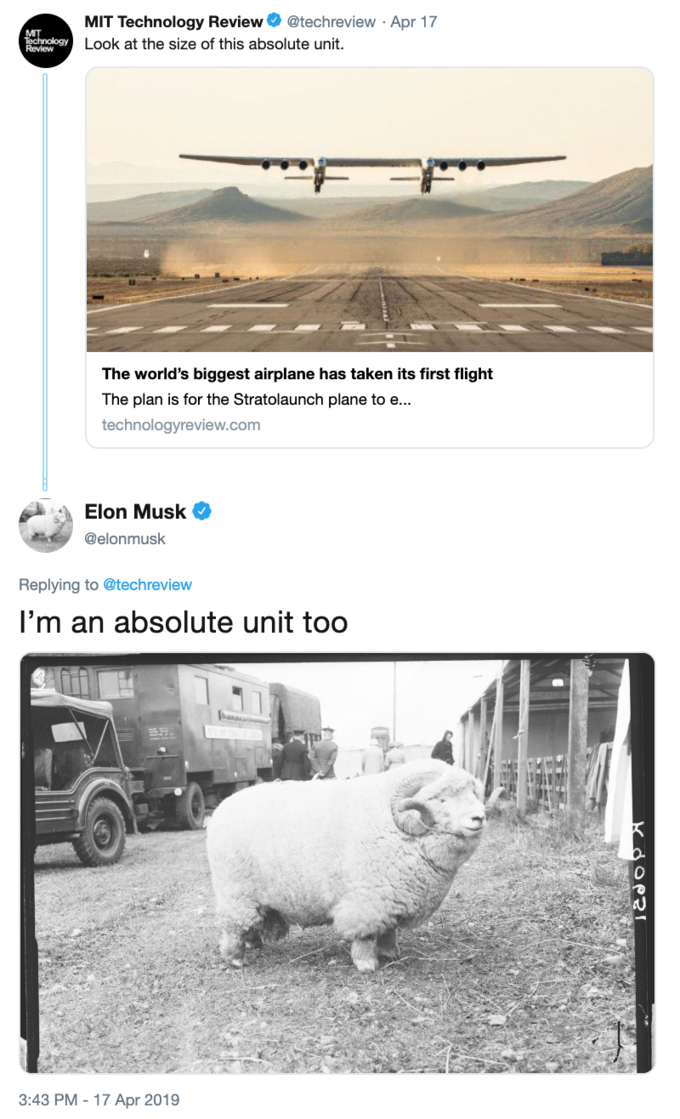 MIT
Technology
Review
MIT Technology Review @techreview · Apr 17
Look at the size of this absolute unit.
The world's biggest airplane has taken its first flight
The plan is for the Stratolaunch plane to e...
technologyreview.com
Elon Musk
@elonmusk
Replying to @techreview
I'm an absolute unit too
3:43 PM - 17 Apr 2019